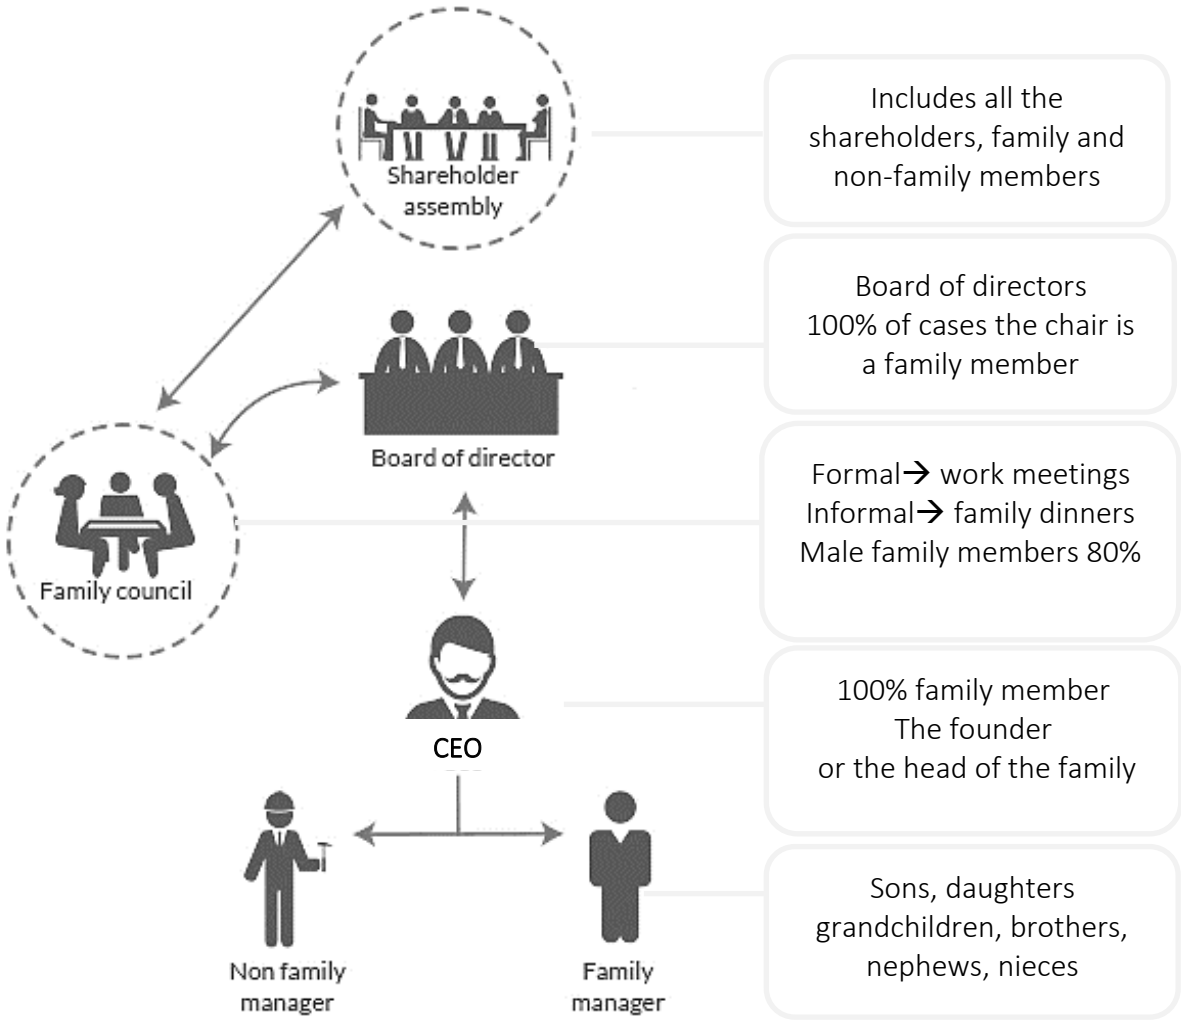 Shareholder
assembly
Includes all the
shareholders, family and
non-family members
Board of director
Board of directors
100% of cases the chair is
a family member
Family council
Formal→ work meetings
Informal→ family dinners
Male family members 80%
CEO
100% family member
The founder
or the head of the family
Non family
manager
Family
manager
Sons, daughters
grandchildren, brothers,
nephews, nieces